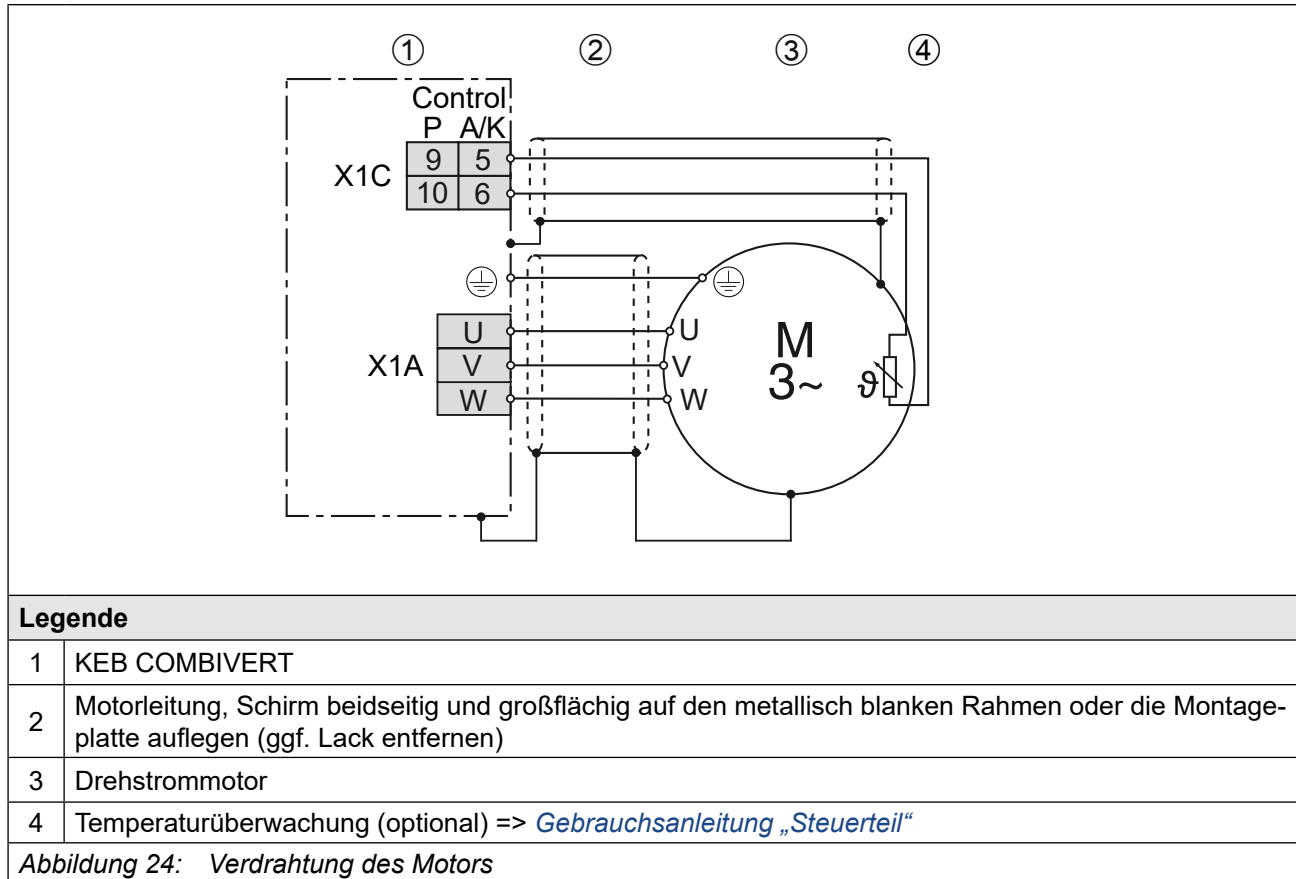 ① ② ③ ④
Control
P A/K
X1C
9 5
10 6
U
V
W
X1A
U
V
W
M
3~
ϑ
Legende
1 KEB COMBIVERT
2 Motorleitung, Schirm beidseitig und großflächig auf den metallisch blanken Rahmen oder die Montage-
platte auflegen (ggf. Lack entfernen)
3 Drehstrommotor
4 Temperaturüberwachung (optional) => Gebrauchsanleitung „Steuerteil“
Abbildung 24: Verdrahtung des Motors